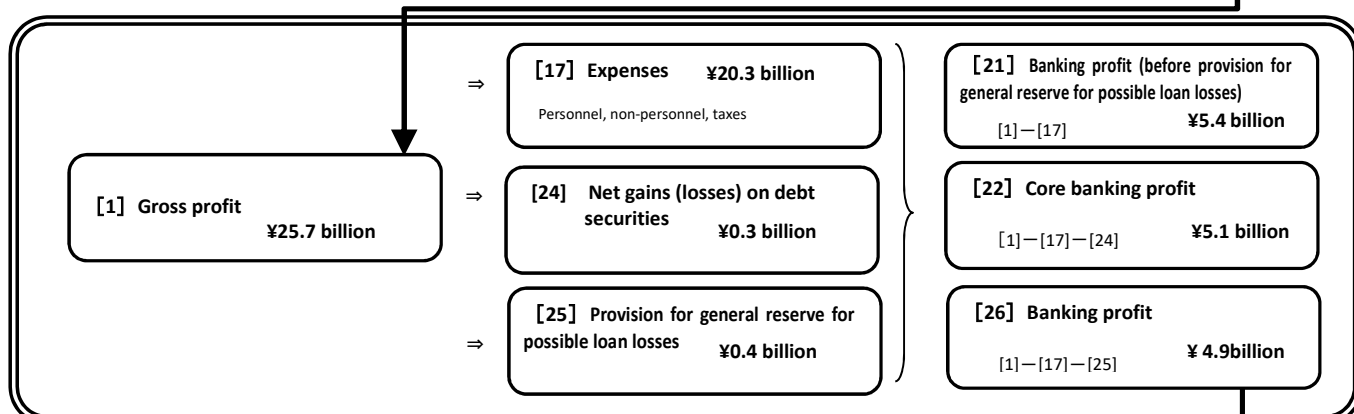 [1] Gross profit
¥25.7 billion
⇒
[17] Expenses ¥20.3 billion
Personnel, non-personnel, taxes
⇒
[24] Net gains (losses) on debt
securities
¥0.3 billion
⇒
[25] Provision for general reserve for
possible loan losses ¥0.4 billion
[21] Banking profit (before provision for
general reserve for possible loan losses)
[1]－[17] ¥5.4 billion
[22] Core banking profit
[1]－[17]－[24] ¥5.1 billion
[26] Banking profit
[1]－[17]－[25] ¥ 4.9billion